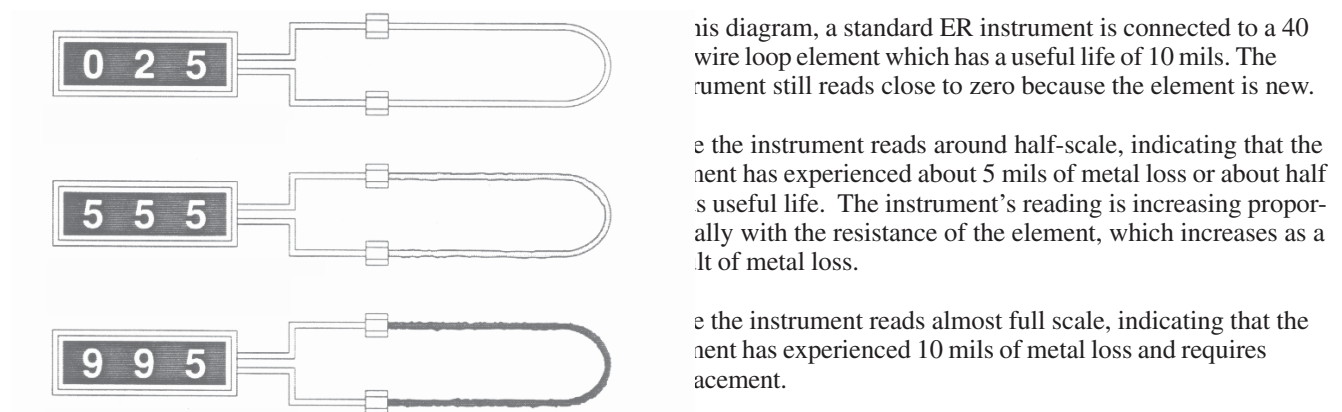 0 2 5
his diagram, a standard ER instrument is connected to a 40
wire loop element which has a useful life of 10 mils. The
rument still reads close to zero because the element is new.
5 5 5
e the instrument reads around half-scale, indicating that the
ment has experienced about 5 mils of metal loss or about half
s useful life. The instrument's reading is increasing propor-
ally with the resistance of the element, which increases as a
lt of metal loss.
9 9 5
e the instrument reads almost full scale, indicating that the
ment has experienced 10 mils of metal loss and requires
acement.